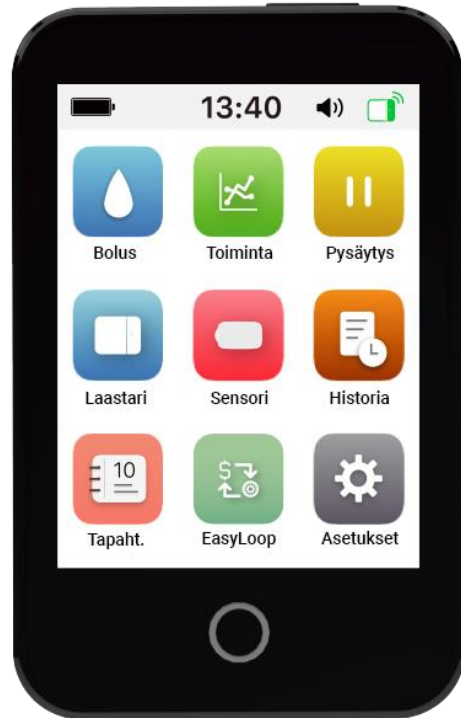 13:40
Bolus Toiminta Pysäytys
Laastari Sensori Historia
10
Tapaht. EasyLoop Asetukset